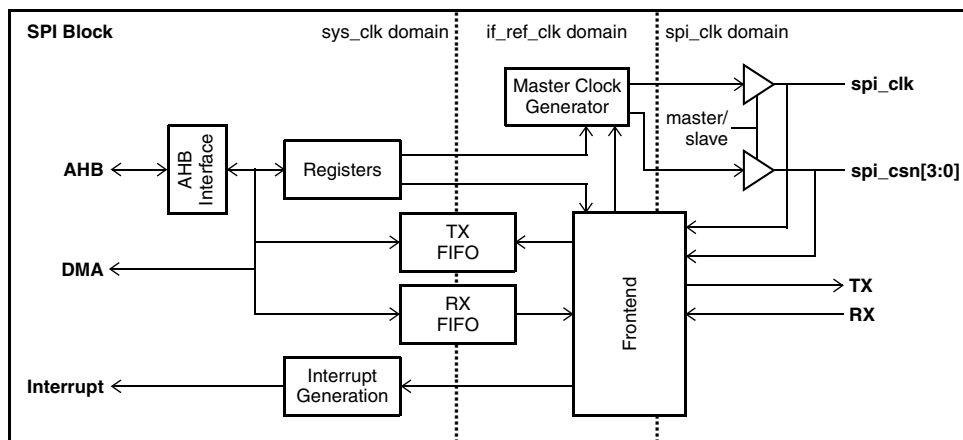 SPI Block
sys_clk domain
if_ref_clk domain
spi_clk domain
Master Clock
Generator
spi_clk
master/
slave
AHB
AHB
Interface
Registers
spi_csn[3:0]
TX
FIFO
DMA
RX
FIFO
Frontend
TX
RX
Interrupt
Interrupt
Generation